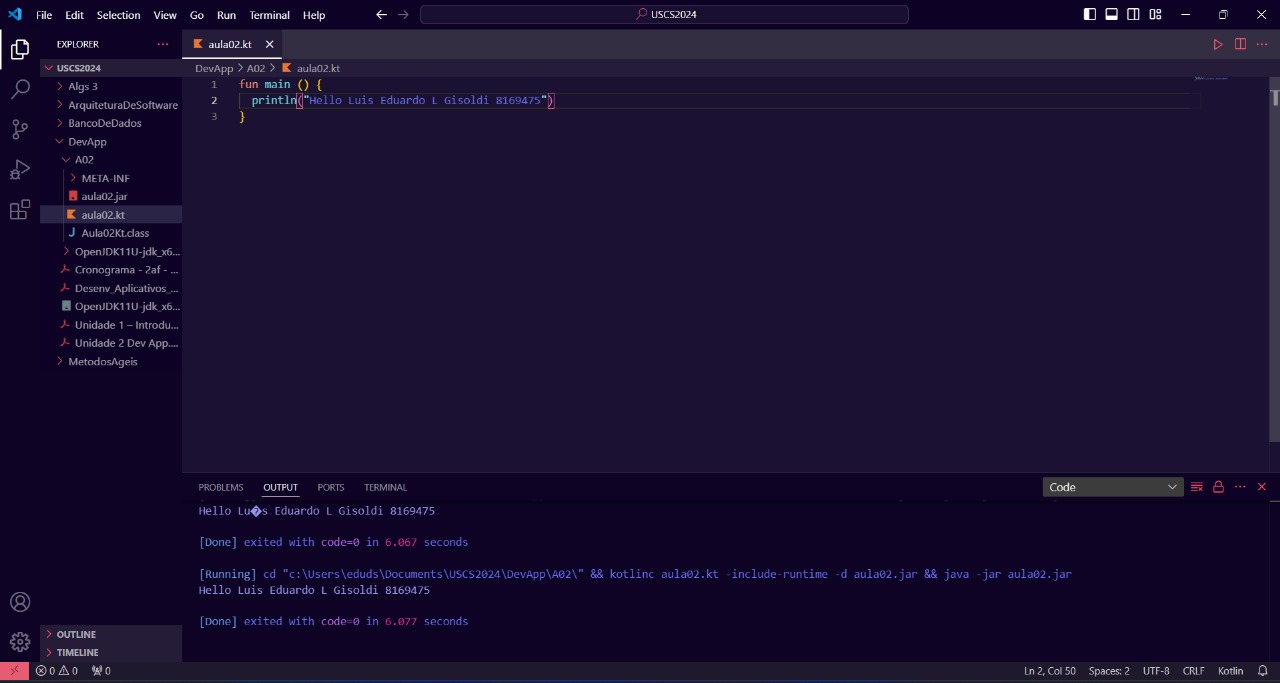 File Edit Selection View Go Run Terminal Help
USCS2024
EXPLORER
aula02.kt
USCS2024
Algs 3
ArquiteturaDeSoftware
BancoDeDados
DevApp
A02
META-INF
aula02.jar
aula02.kt
Aula02Kt.class
OpenJDK11U-jdk_x6...
Cronograma - 2af - ...
Desenv_Aplicativos_...
OpenJDK11U-jdk_x6...
Unidade 1 – Introdu...
Unidade 2 Dev App....
MetodosAgeis
OUTLINE
TIMELINE
DevApp > A02 > aula02.kt
1 fun main () {
2 println("Hello Luis Eduardo L Gisoldi 8169475")
3 }
PROBLEMS OUTPUT PORTS TERMINAL
Code
Hello Lu�s Eduardo L Gisoldi 8169475
[Done] exited with code=0 in 6.067 seconds
[Running] cd "c:\Users\eduds\Documents\USCS2024\DevApp\A02\" && kotlinc aula02.kt -include-runtime -d aula02.jar && java -jar aula02.jar
Hello Luis Eduardo L Gisoldi 8169475
[Done] exited with code=0 in 6.077 seconds
0 0 0
Ln 2, Col 50 Spaces: 2 UTF-8 CRLF Kotlin